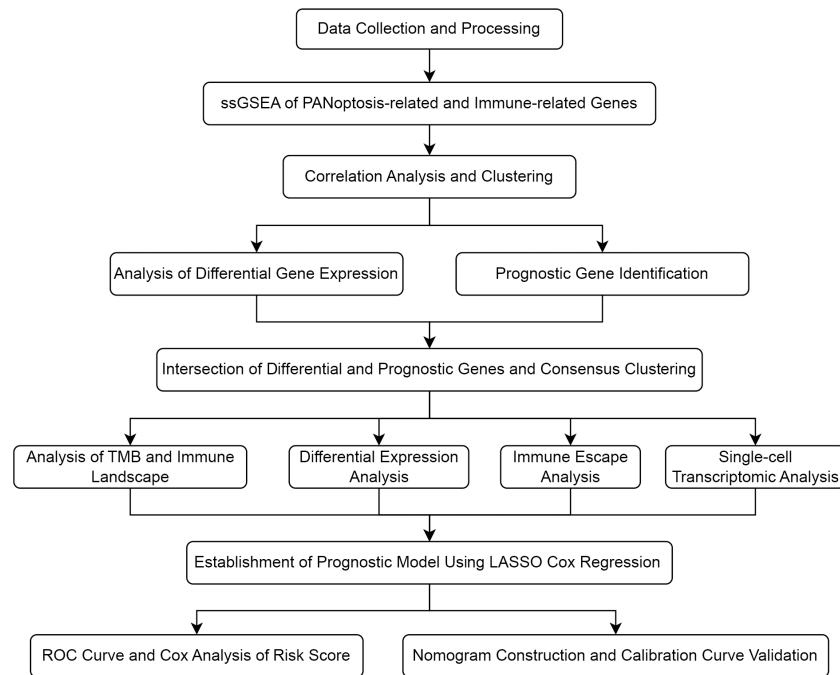 Data Collection and Processing
ssGSEA of PANoptosis-related and Immune-related Genes
Correlation Analysis and Clustering
Analysis of Differential Gene Expression
Prognostic Gene Identification
Intersection of Differential and Prognostic Genes and Consensus Clustering
Analysis of TMB and Immune
Landscape
Differential Expression
Analysis
Immune Escape
Analysis
Single-cell
Transcriptomic Analysis
Establishment of Prognostic Model Using LASSO Cox Regression
ROC Curve and Cox Analysis of Risk Score
Nomogram Construction and Calibration Curve Validation